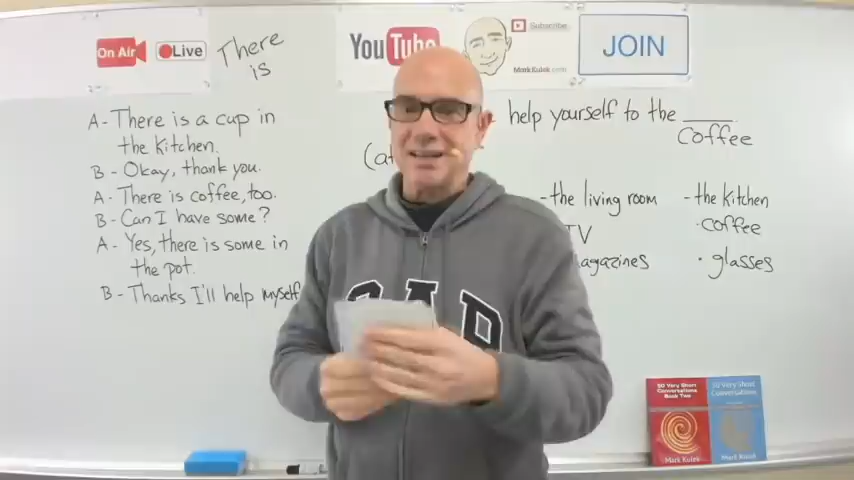 On Air
Live
There
is
YouTube
Subscribe
MarkKulek.com
JOIN
A- There is a cup in
the kitchen.
B- Okay, thank you.
A- There is coffee, too.
B- Can I have some?
A- Yes, there is some in
the pot.
B- Thanks I'll help myself
help yourself to the
coffee
(at
- the living room
TV
magazines
- the kitchen
· coffee
· glasses
GAP
50 Very Short
Conversations
Book Two
Mark Kulek
50 Very Short
Conversations
Mark Kulek